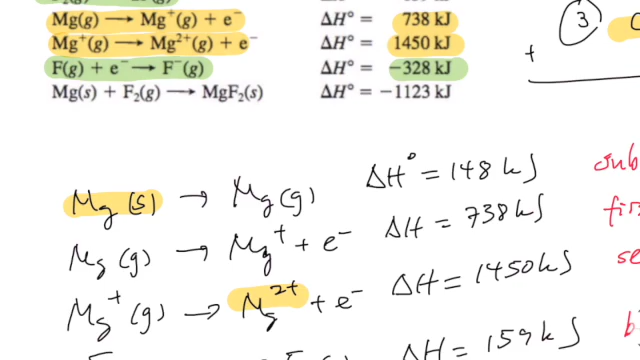 Mg(g) → Mg⁺(g) + e⁻ ΔH° = 738 kJ
Mg⁺(g) → Mg²⁺(g) + e⁻ ΔH° = 1450 kJ
F(g) + e⁻ → F⁻(g) ΔH° = −328 kJ
Mg(s) + F₂(g) → MgF₂(s) ΔH° = −1123 kJ
③
+
Mg (s) → Mg (g) ΔH° = 148 kJ
Mg (g) → Mg⁺ + e⁻ ΔH = 738 kJ
Mg⁺ (g) → Mg²⁺ + e⁻ ΔH = 1450 kJ
ΔH = 159 kJ